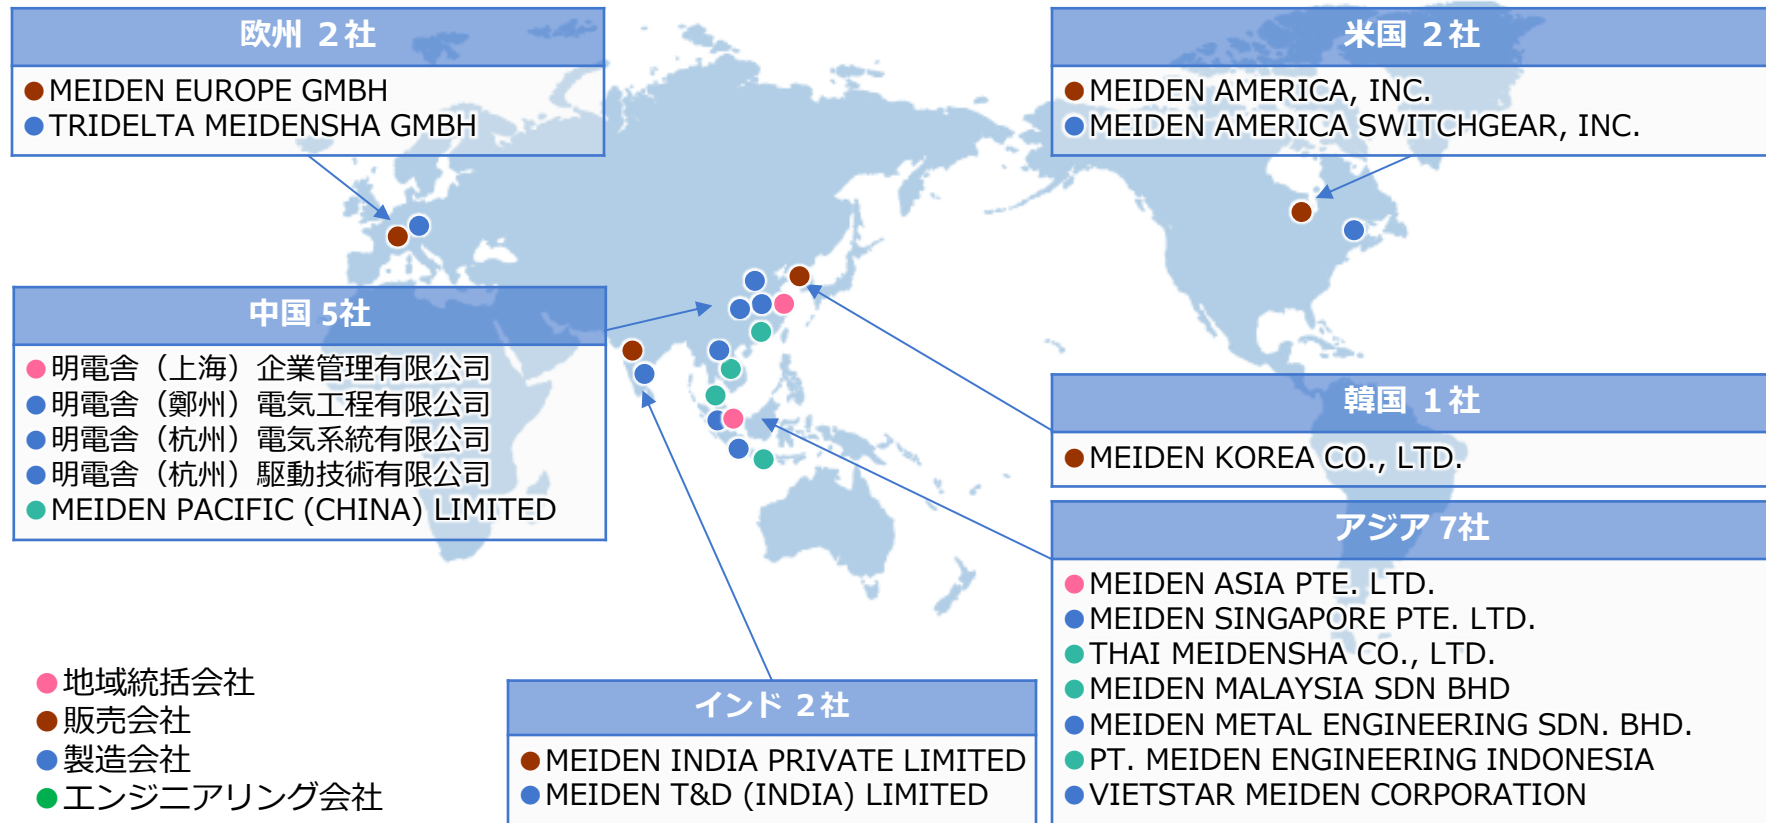 欧州 2社
●MEIDEN EUROPE GMBH
●TRIDELTA MEIDENSHA GMBH
米国 2社
●MEIDEN AMERICA, INC.
●MEIDEN AMERICA SWITCHGEAR, INC.
中国 5社
●明電舎（上海）企業管理有限公司
●明電舎（鄭州）電気工程有限公司
●明電舎（杭州）電気系統有限公司
●明電舎（杭州）駆動技術有限公司
●MEIDEN PACIFIC (CHINA) LIMITED
韓国 1社
●MEIDEN KOREA CO., LTD.
アジア 7社
●MEIDEN ASIA PTE. LTD.
●MEIDEN SINGAPORE PTE. LTD.
●THAI MEIDENSHA CO., LTD.
●MEIDEN MALAYSIA SDN BHD
●MEIDEN METAL ENGINEERING SDN. BHD.
●PT. MEIDEN ENGINEERING INDONESIA
●VIETSTAR MEIDEN CORPORATION
インド 2社
●MEIDEN INDIA PRIVATE LIMITED
●MEIDEN T&D (INDIA) LIMITED
●地域統括会社
●販売会社
●製造会社
●エンジニアリング会社